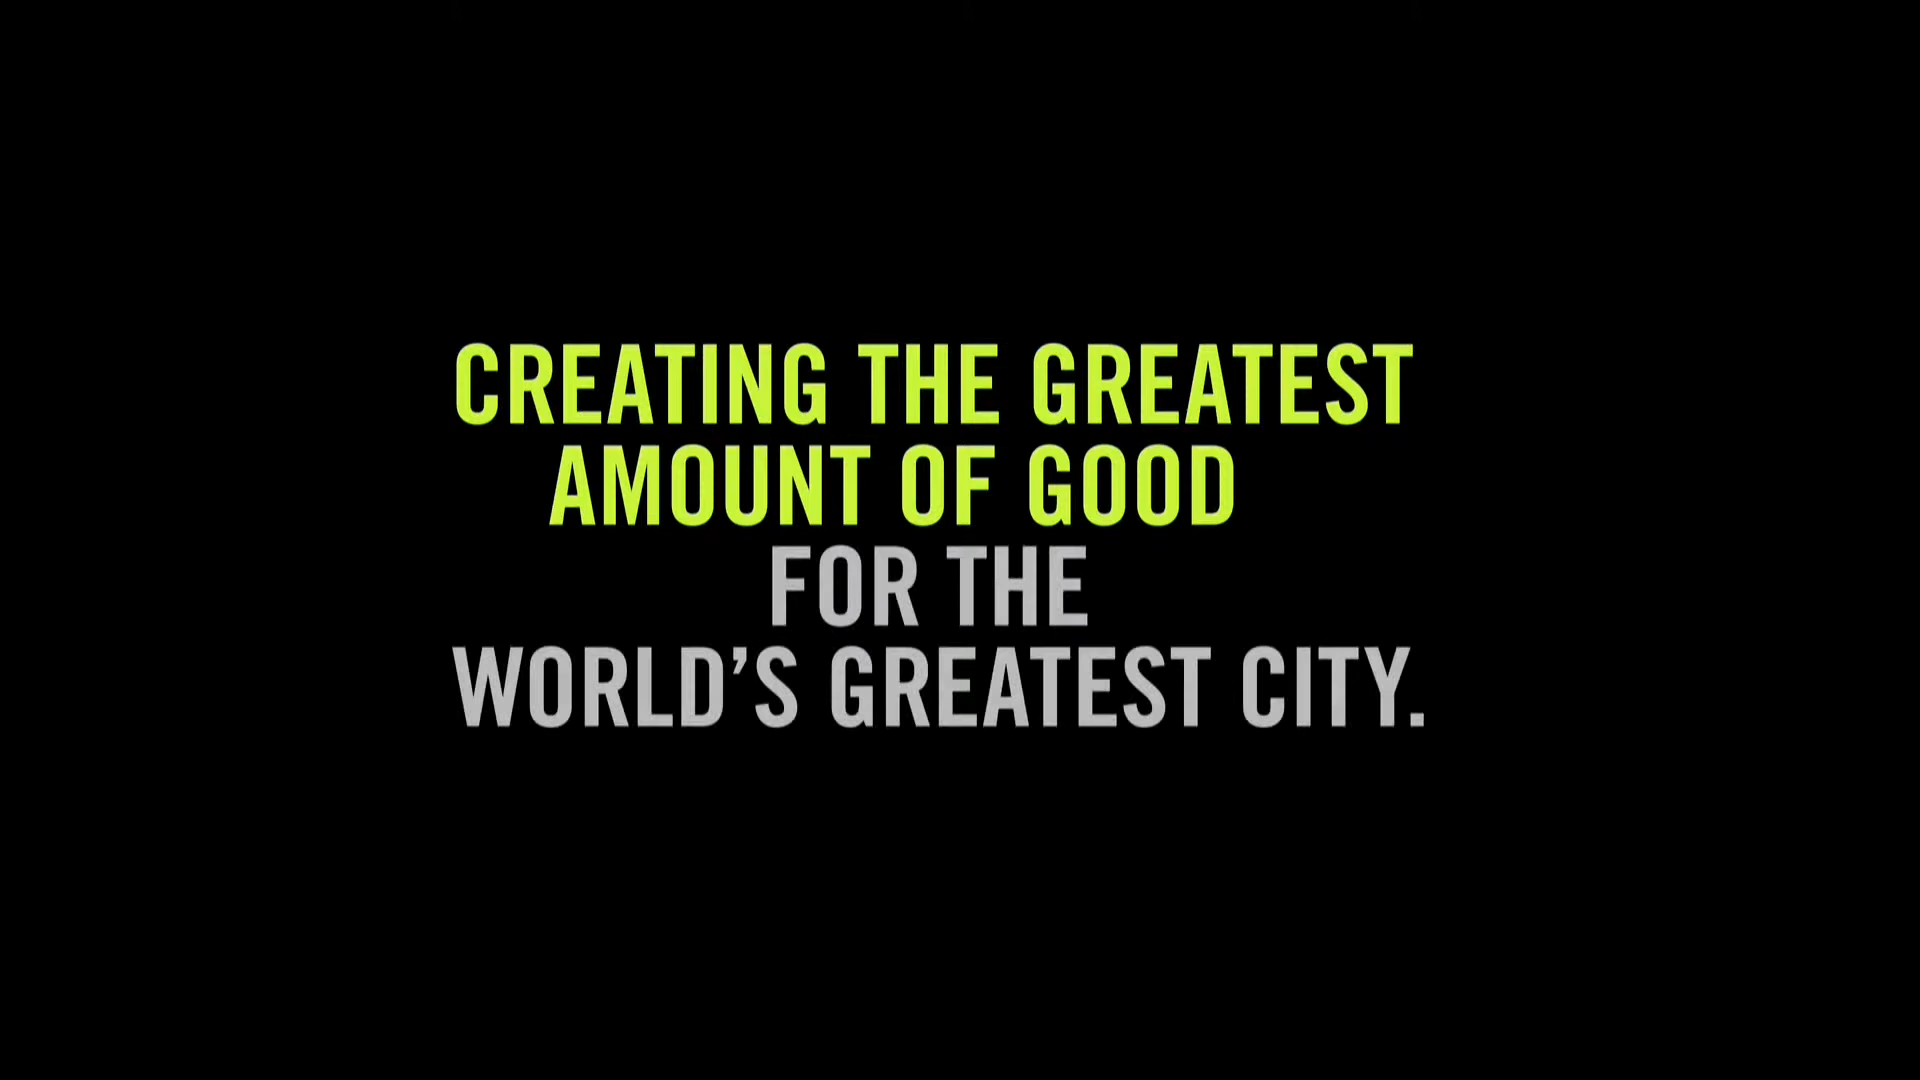 CREATING THE GREATEST
AMOUNT OF GOOD
FOR THE
WORLD’S GREATEST CITY.